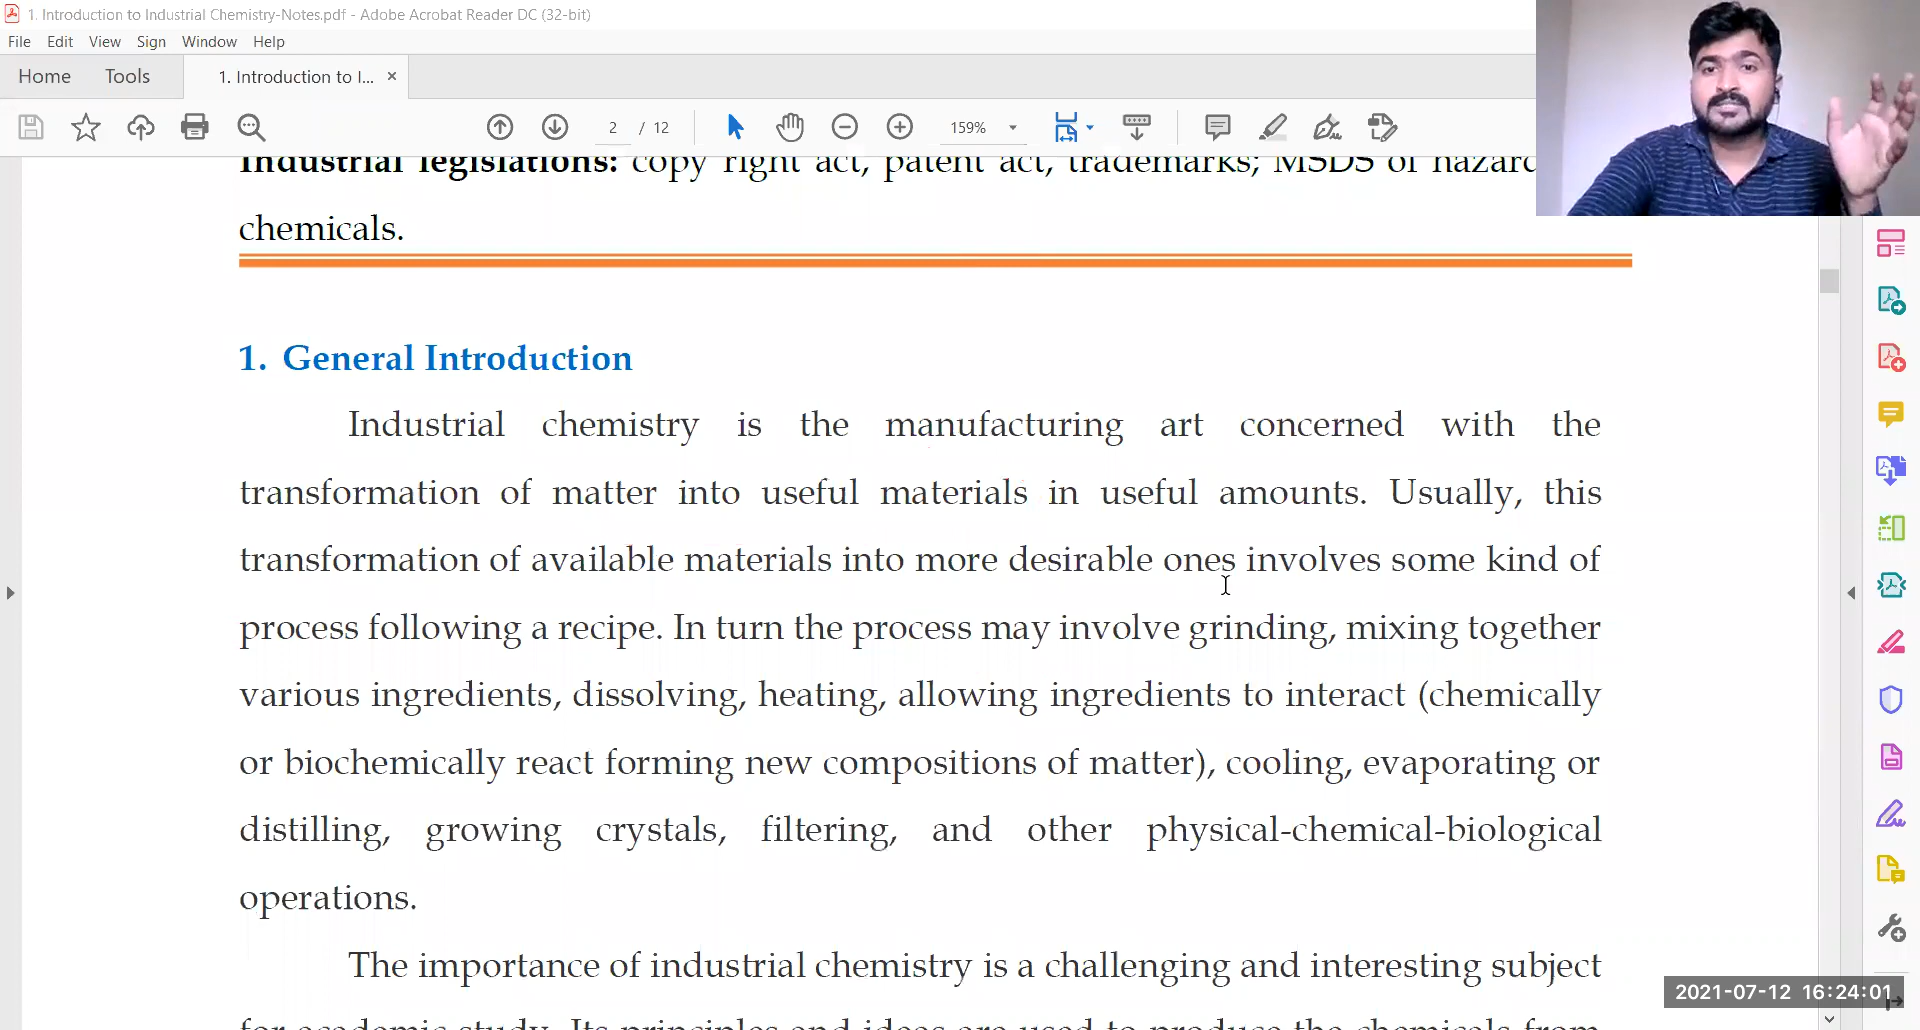 1. Introduction to Industrial Chemistry-Notes.pdf - Adobe Acrobat Reader DC (32-bit)
File Edit View Sign Window Help
Home Tools 1. Introduction to I... ×
2 / 12 159%
Industrial legislations: copy right act, patent act, trademarks; MSDS of hazard
chemicals.
1. General Introduction
Industrial chemistry is the manufacturing art concerned with the
transformation of matter into useful materials in useful amounts. Usually, this
transformation of available materials into more desirable ones involves some kind of
process following a recipe. In turn the process may involve grinding, mixing together
various ingredients, dissolving, heating, allowing ingredients to interact (chemically
or biochemically react forming new compositions of matter), cooling, evaporating or
distilling, growing crystals, filtering, and other physical-chemical-biological
operations.
The importance of industrial chemistry is a challenging and interesting subject
for academic study. Its principles and ideas are used to produce the chemicals from
2021-07-12 16:24:01